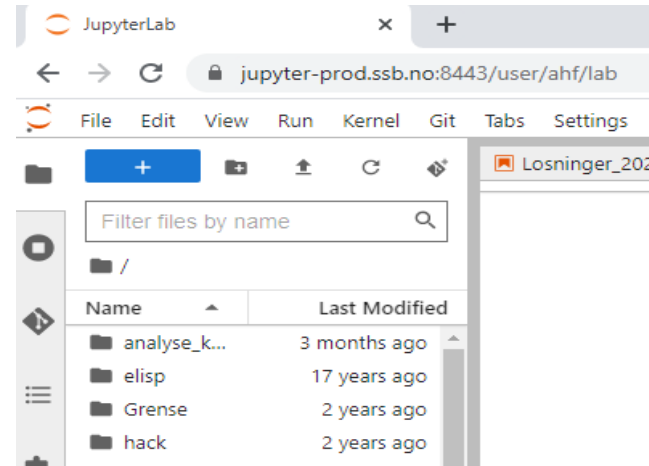 JupyterLab
jupyter-prod.ssb.no:8443/user/ahf/lab
File Edit View Run Kernel Git Tabs Settings
Losninger_202
Filter files by name
/
Name Last Modified
analyse_k... 3 months ago
elisp 17 years ago
Grense 2 years ago
hack 2 years ago